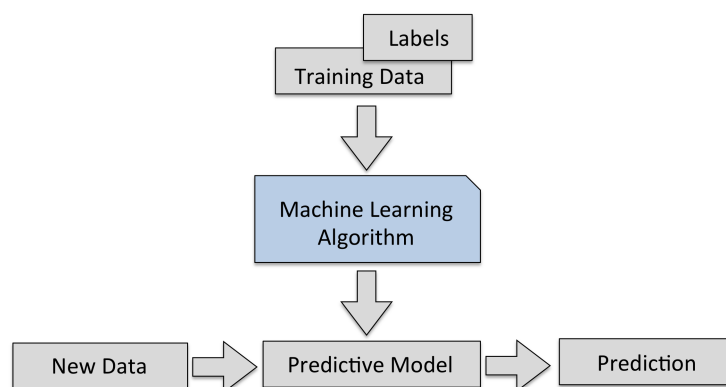 Labels
Training Data
Machine Learning
Algorithm
New Data
Predictive Model
Prediction